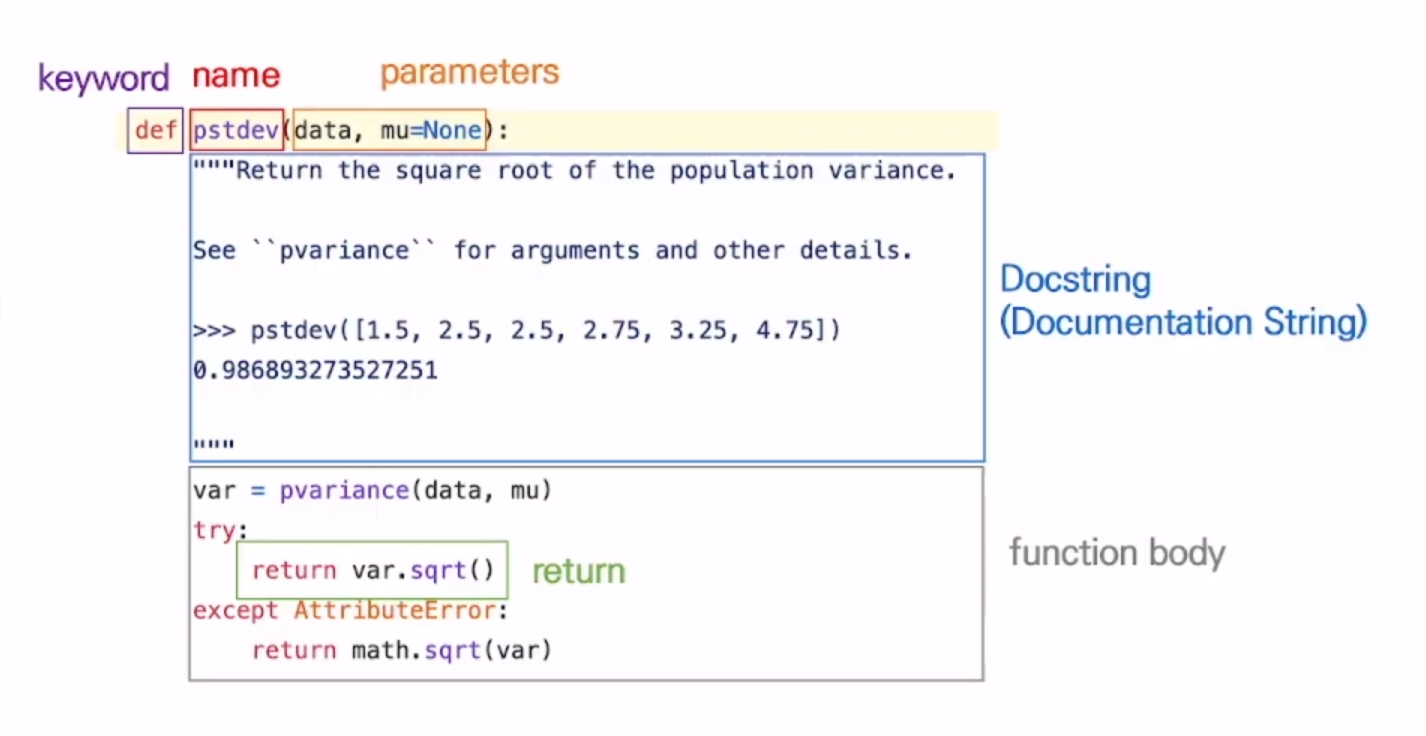 keyword name parameters
def pstdev(data, mu=None):
"""Return the square root of the population variance.
See ``pvariance`` for arguments and other details.
>>> pstdev([1.5, 2.5, 2.5, 2.75, 3.25, 4.75])
0.986893273527251
"""
Docstring
(Documentation String)
var = pvariance(data, mu)
try:
return var.sqrt() return
except AttributeError:
return math.sqrt(var)
function body